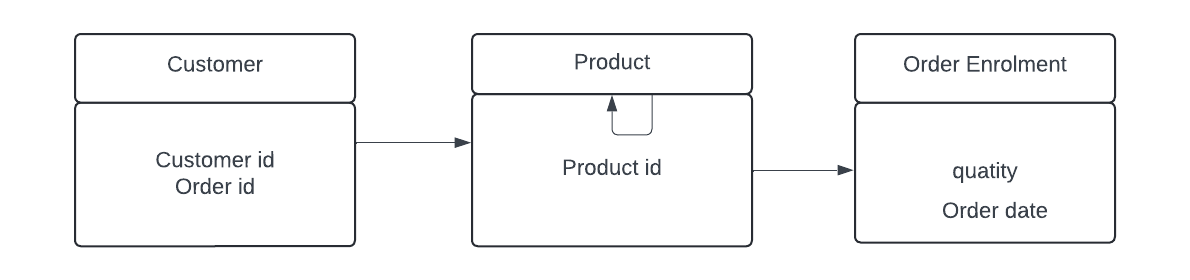 Customer
Customer id
Order id
Product
Product id
Order Enrolment
quatity
Order date